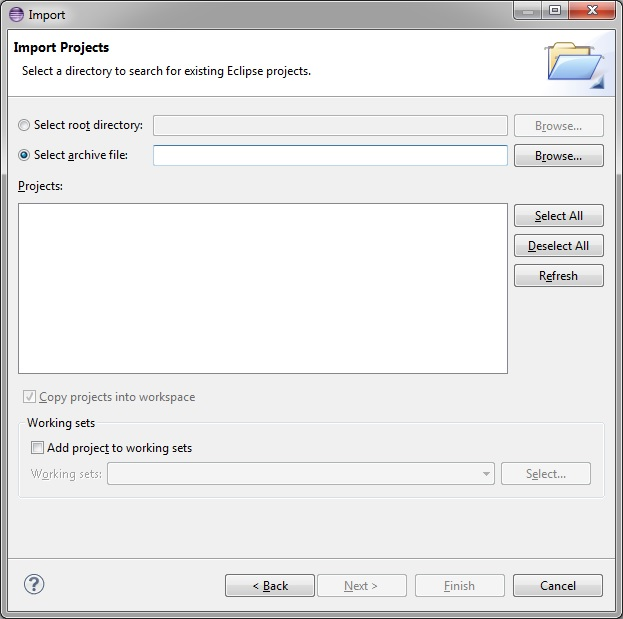 Import
Import Projects
Select a directory to search for existing Eclipse projects.
Select root directory: Browse...
Select archive file: Browse...
Projects:
Select All
Deselect All
Refresh
Copy projects into workspace
Working sets
Add project to working sets
Working sets: Select...
? < Back Next > Finish Cancel